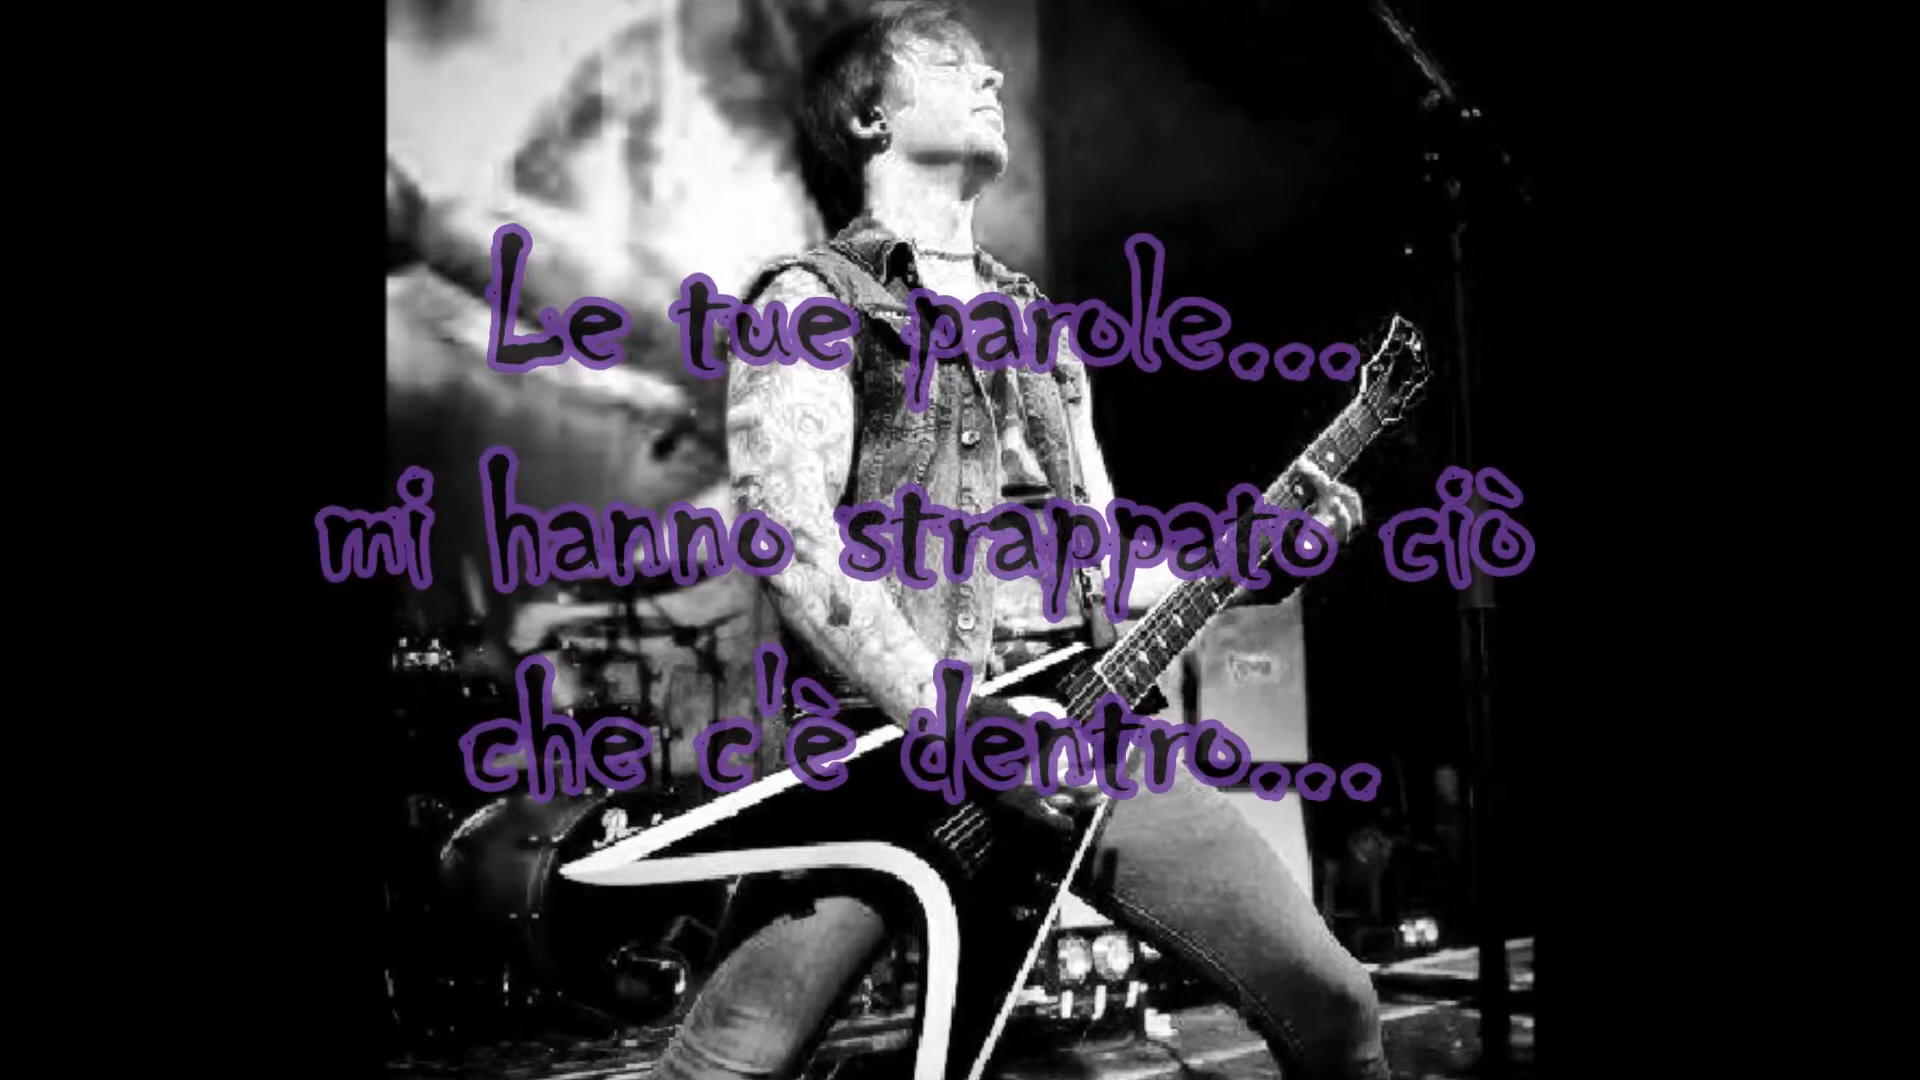 Le tue parole...
mi hanno strappato ciò
che c'è dentro...